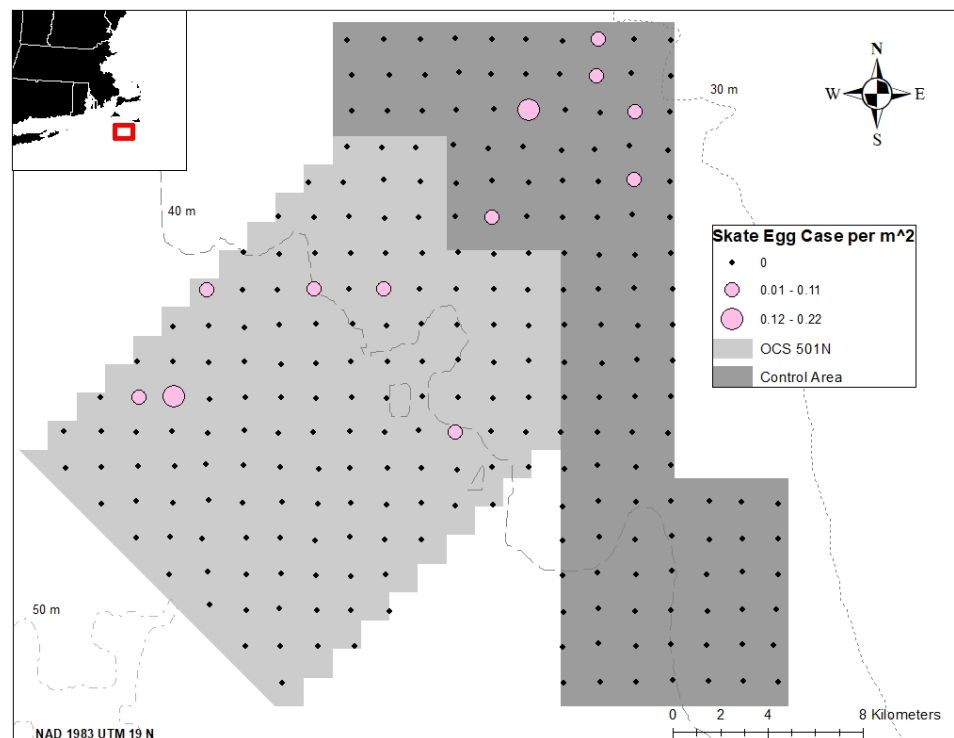 N
W E
S
30 m
40 m
Skate Egg Case per m^2
0
0.01 - 0.11
0.12 - 0.22
OCS 501N
Control Area
50 m
0 2 4 8 Kilometers
NAD 1983 UTM 19 N